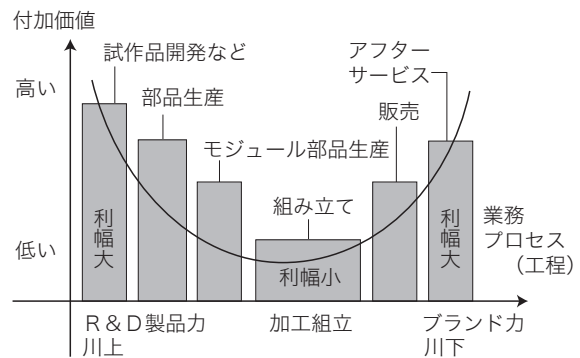 付加価値
高い
低い
試作品開発など
部品生産
モジュール部品生産
組み立て
販売
アフター
サービス
利幅大
利幅小
利幅大
業務
プロセス
（工程）
Ｒ＆Ｄ製品力
川上
加工組立
ブランド力
川下